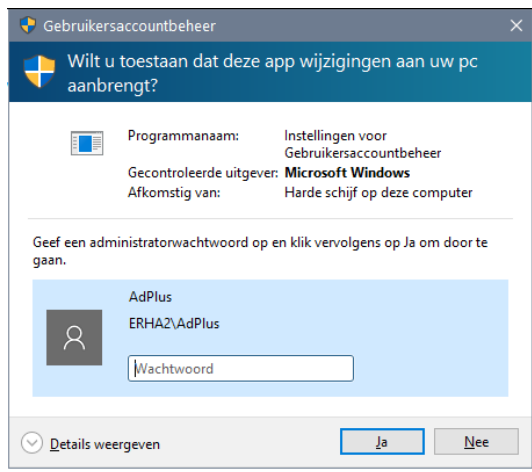 Gebruikersaccountbeheer
Wilt u toestaan dat deze app wijzigingen aan uw pc
aanbrengt?
Programmanaam: Instellingen voor
Gebruikersaccountbeheer
Gecontroleerde uitgever: Microsoft Windows
Afkomstig van: Harde schijf op deze computer
Geef een administratorwachtwoord op en klik vervolgens op Ja om door te
gaan.
AdPlus
ERHA2\AdPlus
Wachtwoord
Details weergeven Ja Nee